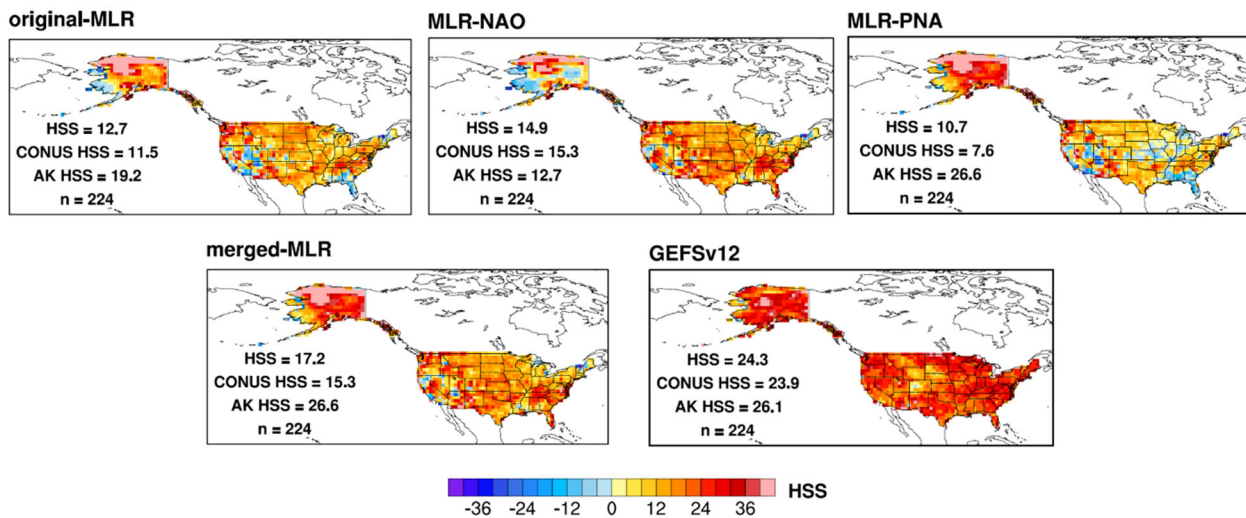 original-MLR
HSS = 12.7
CONUS HSS = 11.5
AK HSS = 19.2
n = 224
MLR-NAO
HSS = 14.9
CONUS HSS = 15.3
AK HSS = 12.7
n = 224
MLR-PNA
HSS = 10.7
CONUS HSS = 7.6
AK HSS = 26.6
n = 224
merged-MLR
HSS = 17.2
CONUS HSS = 15.3
AK HSS = 26.6
n = 224
GEFSv12
HSS = 24.3
CONUS HSS = 23.9
AK HSS = 26.1
n = 224
-36 -24 -12 0 12 24 36 HSS